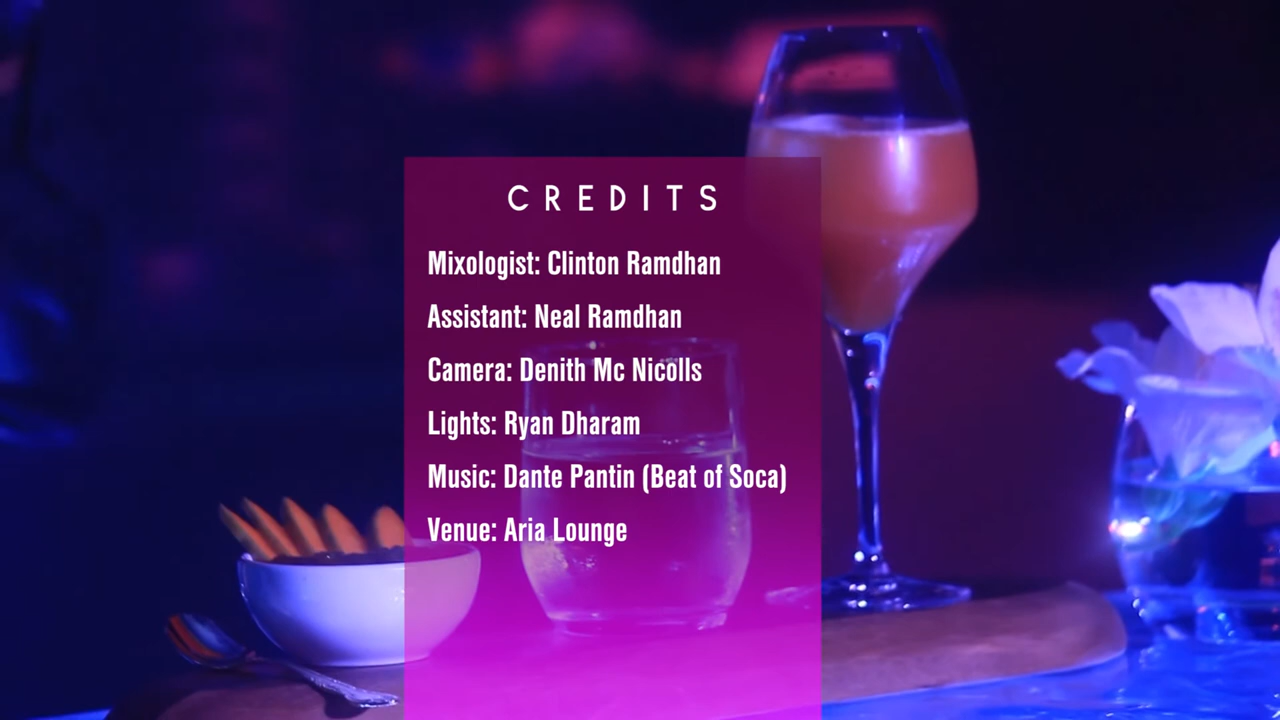 CREDITS
Mixologist: Clinton Ramdhan
Assistant: Neal Ramdhan
Camera: Denith Mc Nicolls
Lights: Ryan Dharam
Music: Dante Pantin (Beat of Soca)
Venue: Aria Lounge